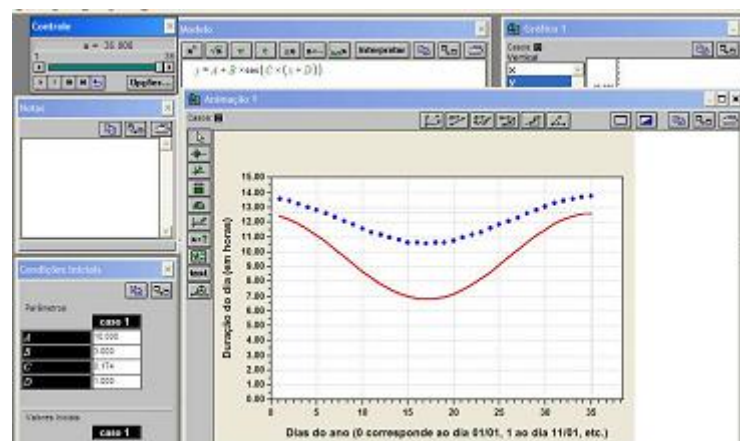 Controle
a = 35.000
Opções...
Modelo
Interpretar
y = A + B × cos( C × (x + D))
Gráfico 1
Casos:
Vertical
X
Y
Notas
Animação 1
Casos:
text
15.00
14.00
13.00
12.00
11.00
10.00
9.00
8.00
7.00
6.00
5.00
4.00
3.00
2.00
1.00
0.00
Duração do dia (em horas)
0 5 10 15 20 25 30 35
Dias do ano (0 corresponde ao dia 01/01, 1 ao dia 11/01, etc.)
Condições Iniciais
Parâmetros
caso 1
A
B
C
D
Valores Iniciais
caso 1